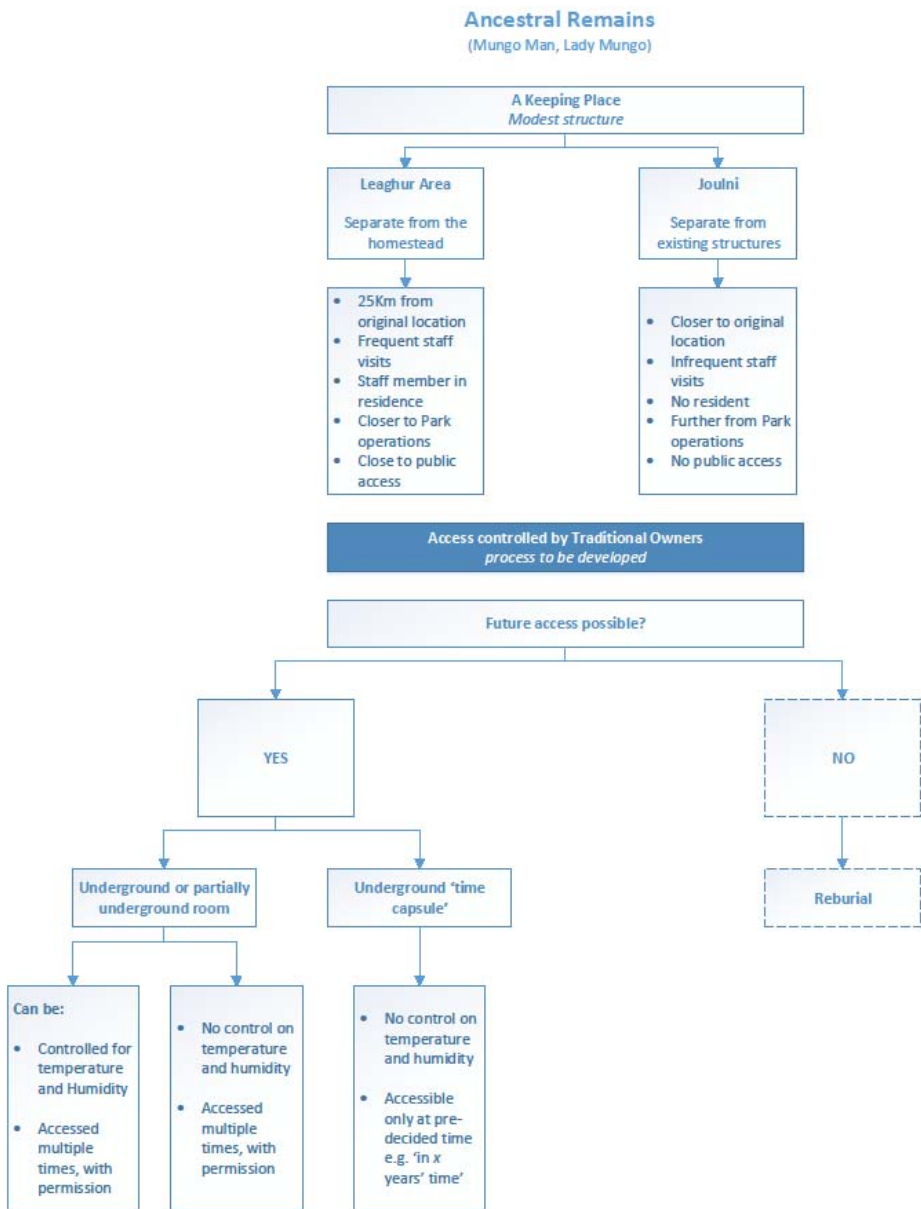 Ancestral Remains
(Mungo Man, Lady Mungo)
A Keeping Place
Modest structure
Leaghur Area
Separate from the
homestead
Joulni
Separate from
existing structures
• 25Km from
original location
• Frequent staff
visits
• Staff member in
residence
• Closer to Park
operations
• Close to public
access
• Closer to original
location
• Infrequent staff
visits
• No resident
• Further from Park
operations
• No public access
Access controlled by Traditional Owners
process to be developed
Future access possible?
YES
NO
Underground or partially
underground room
Underground ‘time
capsule’
Reburial
Can be:
• Controlled for
temperature
and Humidity
• Accessed
multiple
times, with
permission
• No control on
temperature
and humidity
• Accessed
multiple
times, with
permission
• No control on
temperature
and humidity
• Accessible
only at pre-
decided time
e.g. ‘in x
years’ time’